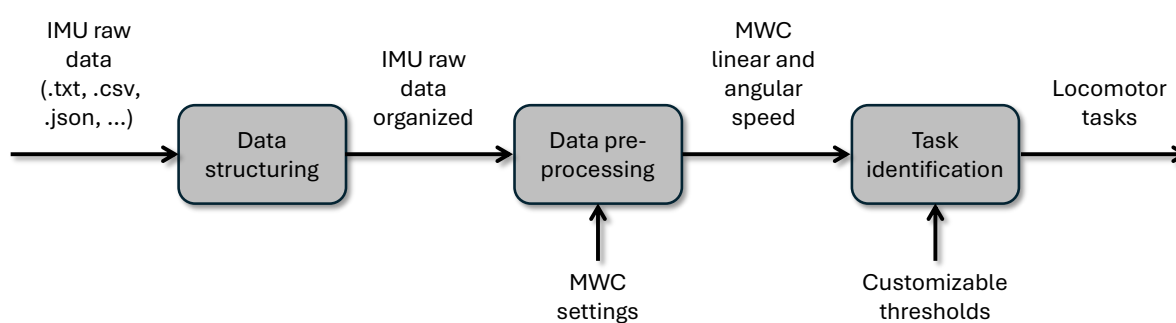 IMU raw
data
(.txt, .csv,
.json, ...)
Data
structuring
IMU raw
data
organized
Data pre-
processing
MWC
settings
MWC
linear and
angular
speed
Task
identification
Customizable
thresholds
Locomotor
tasks